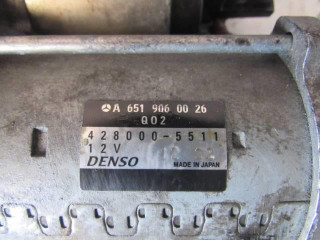 A 651 906 00 26
Q02
428000-5511
12V
DENSO MADE IN JAPAN